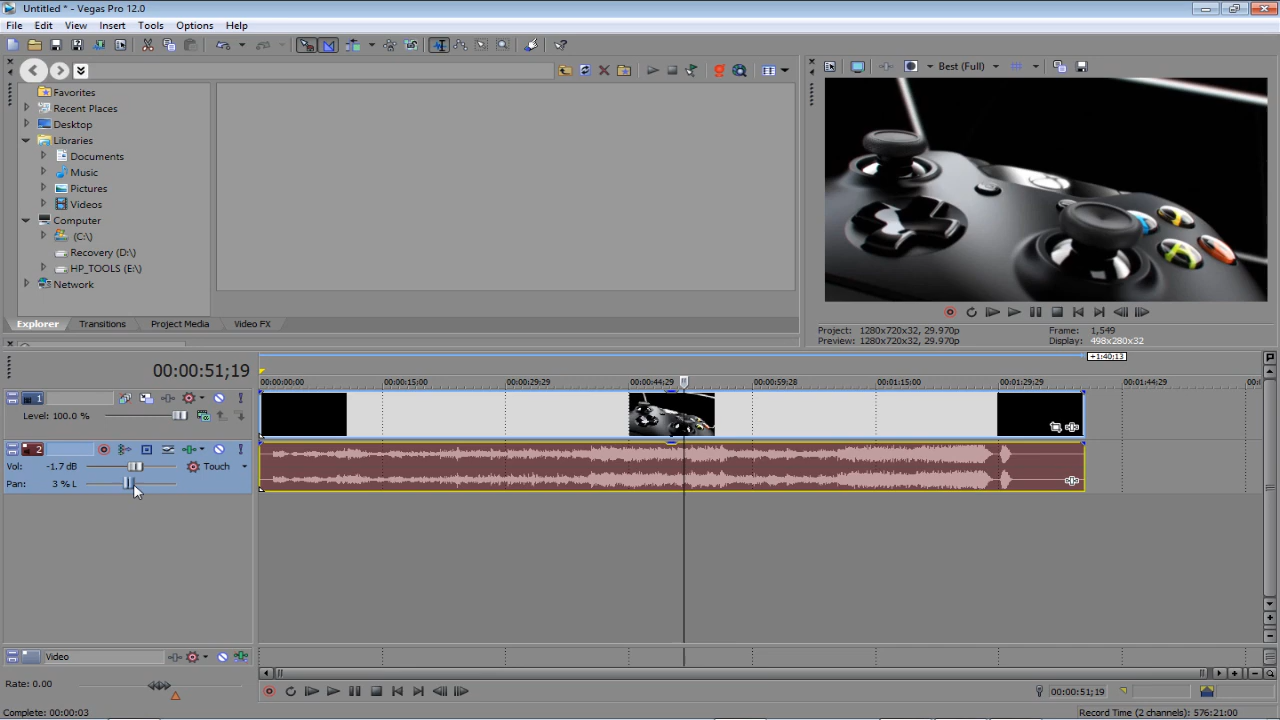 Untitled * - Vegas Pro 12.0
File Edit View Insert Tools Options Help
Best (Full)
Favorites
Recent Places
Desktop
Libraries
Documents
Music
Pictures
Videos
Computer
(C:\)
Recovery (D:\)
HP_TOOLS (E:\)
Network
Explorer Transitions Project Media Video FX
Project: 1280x720x32, 29.970p
Preview: 1280x720x32, 29.970p
Frame: 1,549
Display: 498x280x32
+1:40;13
00:00:51;19
00:00:00;00 00:00:15;00 00:00:29;29 00:00:44;29 00:00:59;28 00:01:15;00 00:01:29;29 00:01:44;29
1
Level: 100.0 %
2
Vol: -1.7 dB Touch
Pan: 3 % L
Video
Rate: 0.00
00:00:51;19
Complete: 00:00:03
Record Time (2 channels): 576:21:00